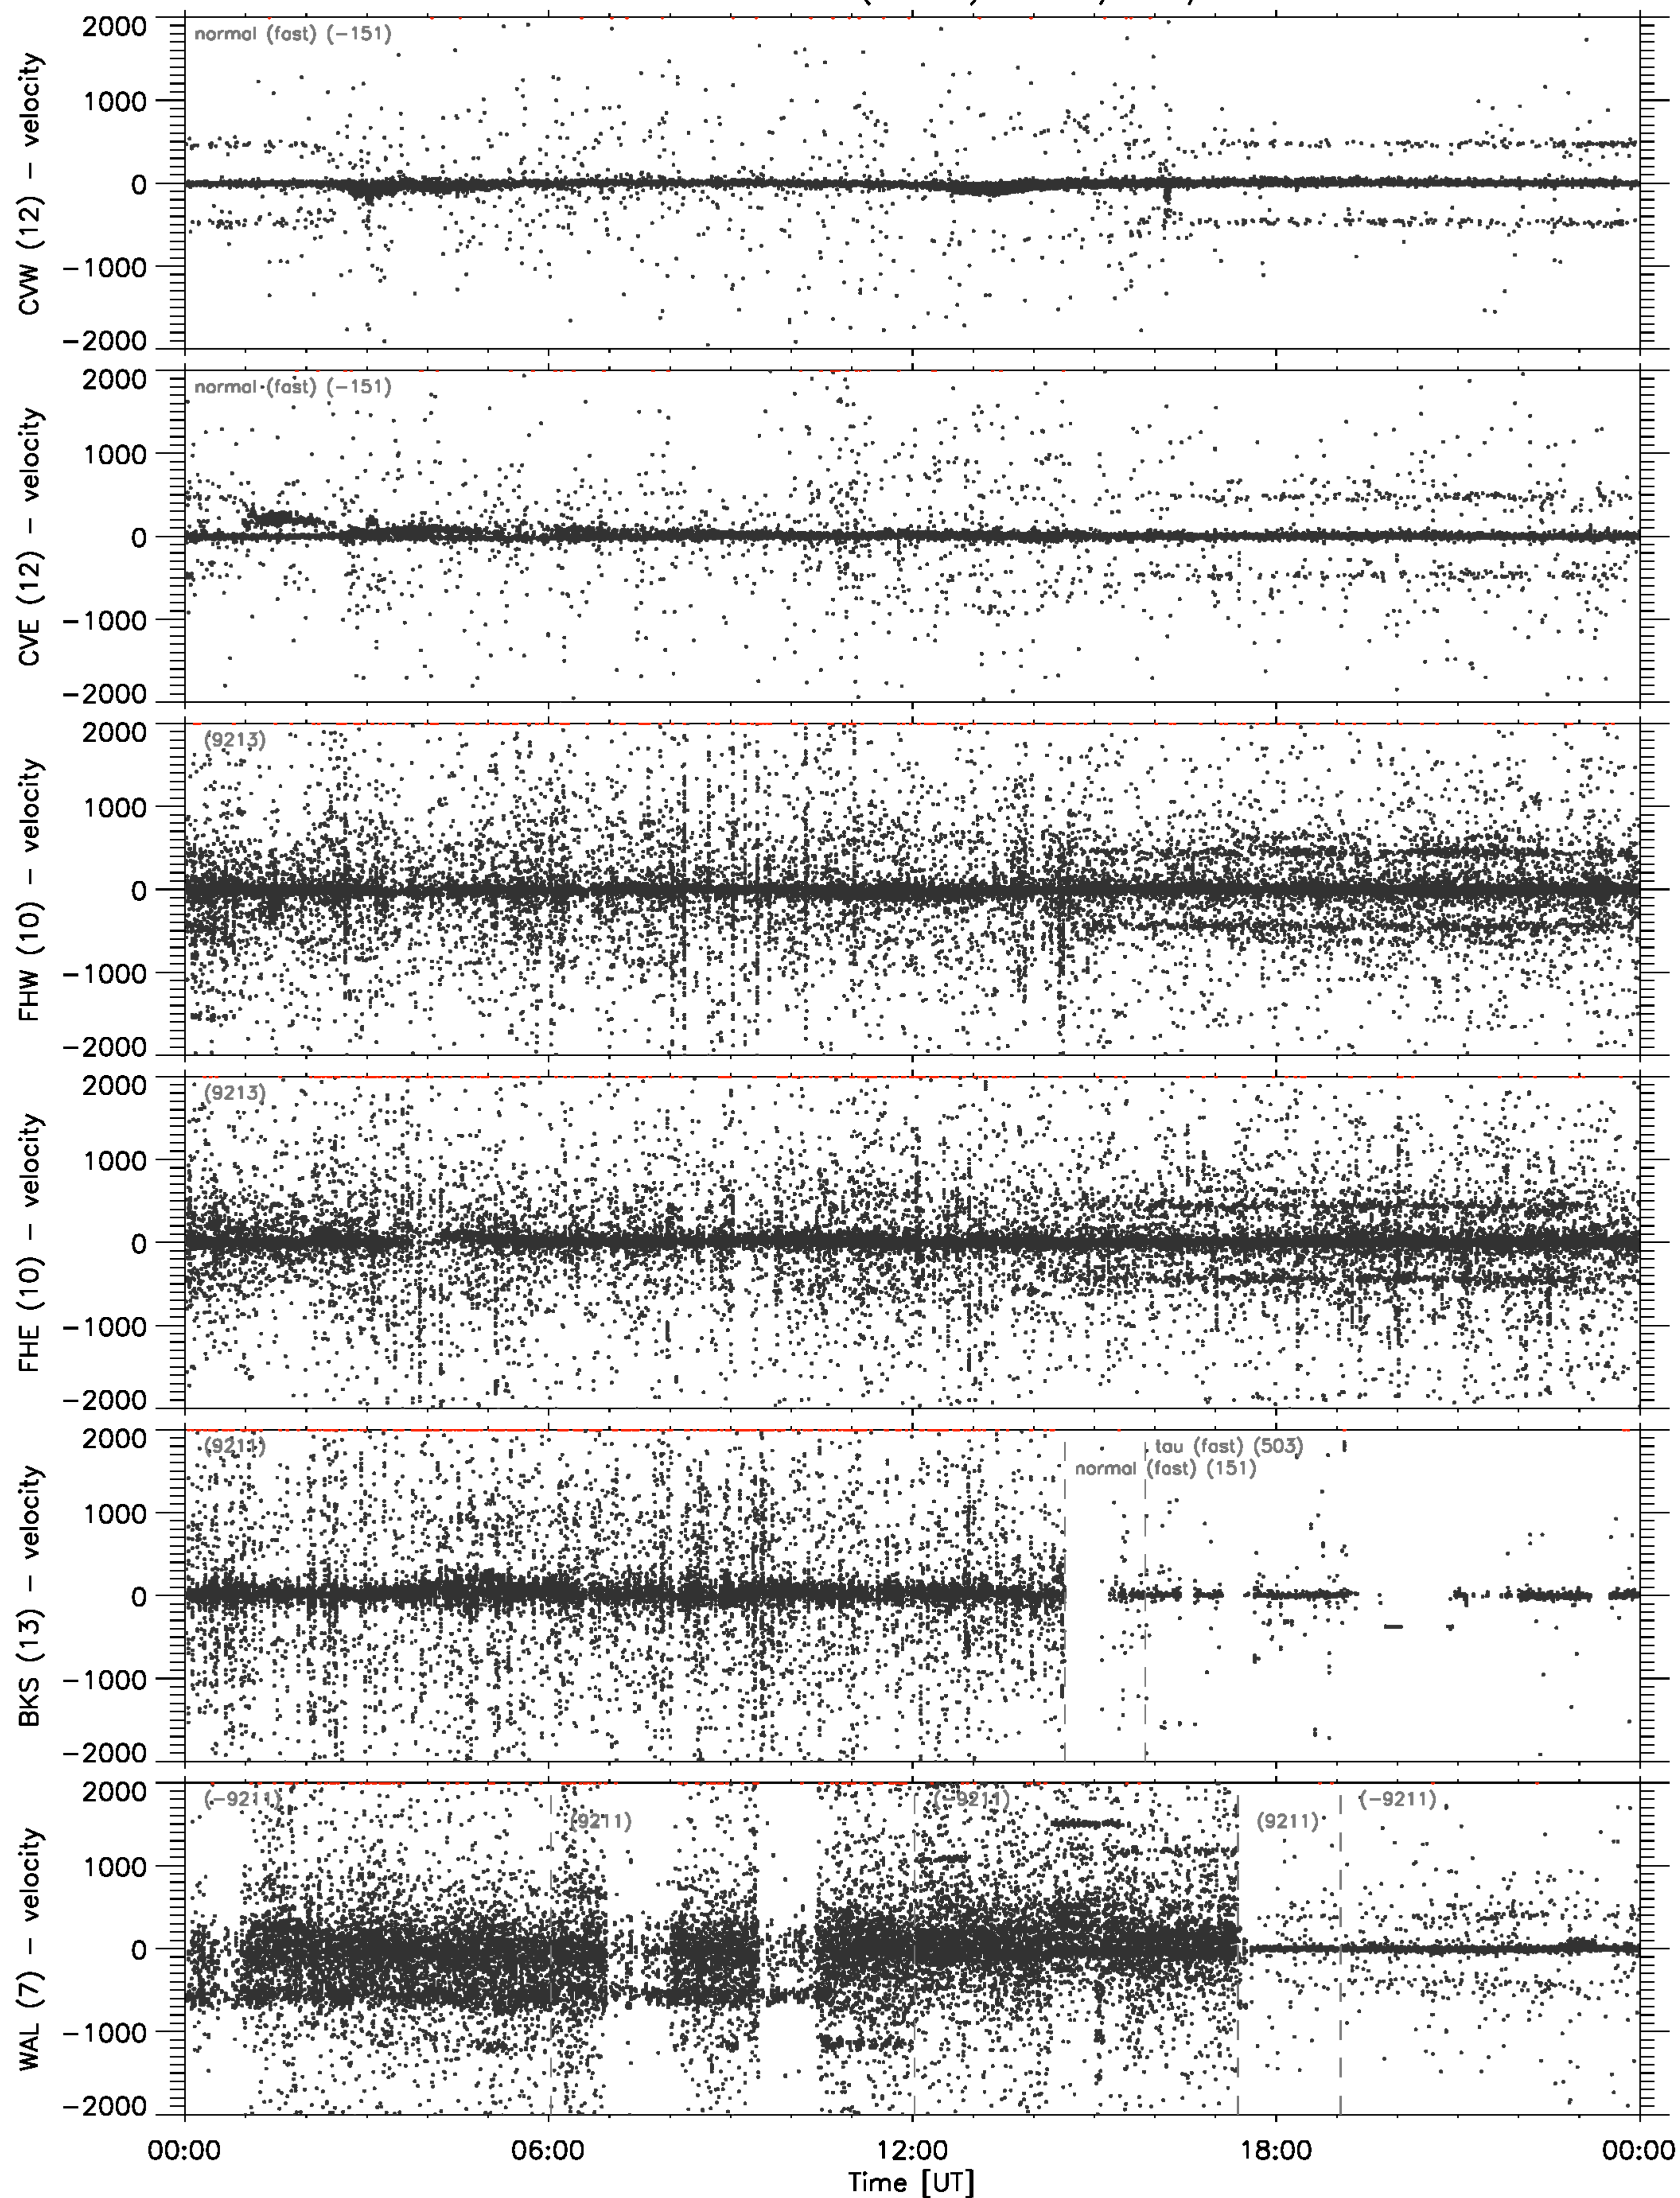 2000
normal (fast) (−151)
1000
0
−1000
−2000
CVW (12) − velocity
2000
normal (fast) (−151)
1000
0
−1000
−2000
CVE (12) − velocity
2000
(9213)
1000
0
−1000
−2000
FHW (10) − velocity
2000
(9213)
1000
0
−1000
−2000
FHE (10) − velocity
2000
(9211)
tau (fast) (503)
normal (fast) (151)
1000
0
−1000
−2000
BKS (13) − velocity
2000
(−9211) (−9211) (−9211)
(9211) (9211)
1000
0
−1000
−2000
WAL (7) − velocity
00:00 06:00 12:00 18:00 00:00
Time [UT]